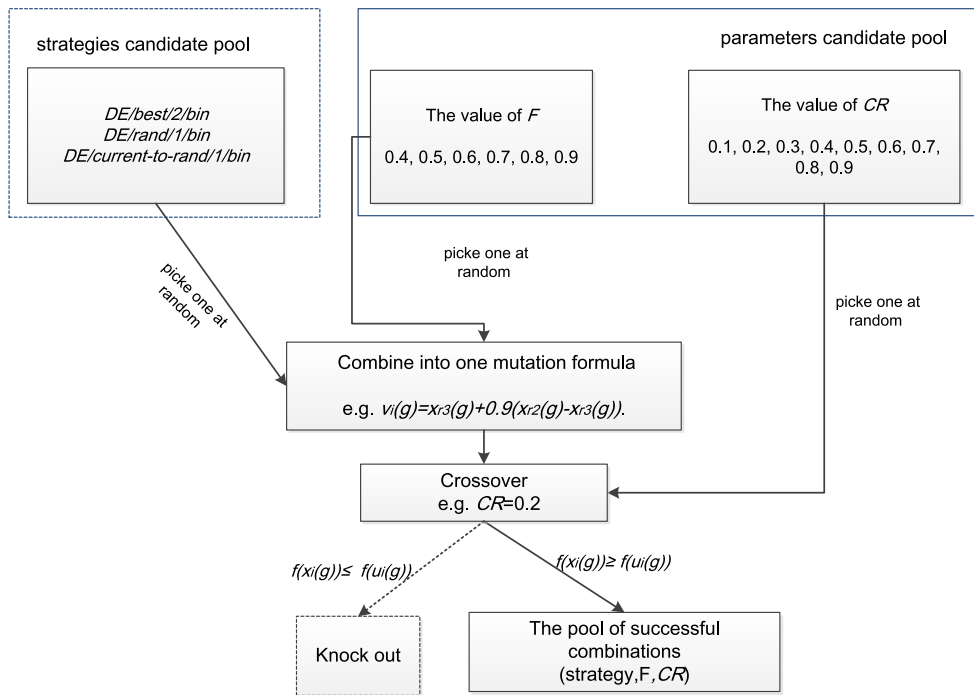 strategies candidate pool
parameters candidate pool
DE/best/2/bin
DE/rand/1/bin
DE/current-to-rand/1/bin
The value of F
0.4, 0.5, 0.6, 0.7, 0.8, 0.9
The value of CR
0.1, 0.2, 0.3, 0.4, 0.5, 0.6, 0.7,
0.8, 0.9
picke one at
random
picke one at
random
picke one at
random
Combine into one mutation formula
e.g. vi(g)=xr3(g)+0.9(xr2(g)-xr3(g)).
Crossover
e.g. CR=0.2
f(xi(g))≤ f(ui(g))
f(xi(g))≥ f(ui(g))
Knock out
The pool of successful
combinations
(strategy,F,CR)